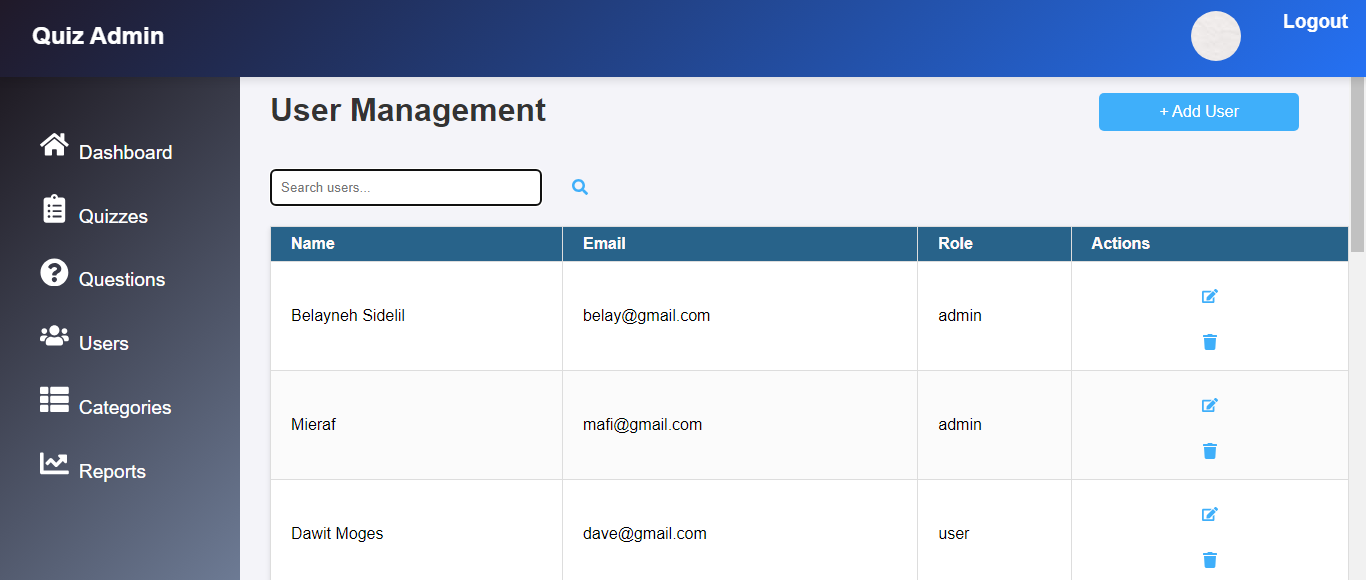 Quiz Admin
Logout
Dashboard
Quizzes
Questions
Users
Categories
Reports
User Management
+ Add User
Search users...
Name Email Role Actions
Belayneh Sidelil belay@gmail.com admin
Mieraf mafi@gmail.com admin
Dawit Moges dave@gmail.com user